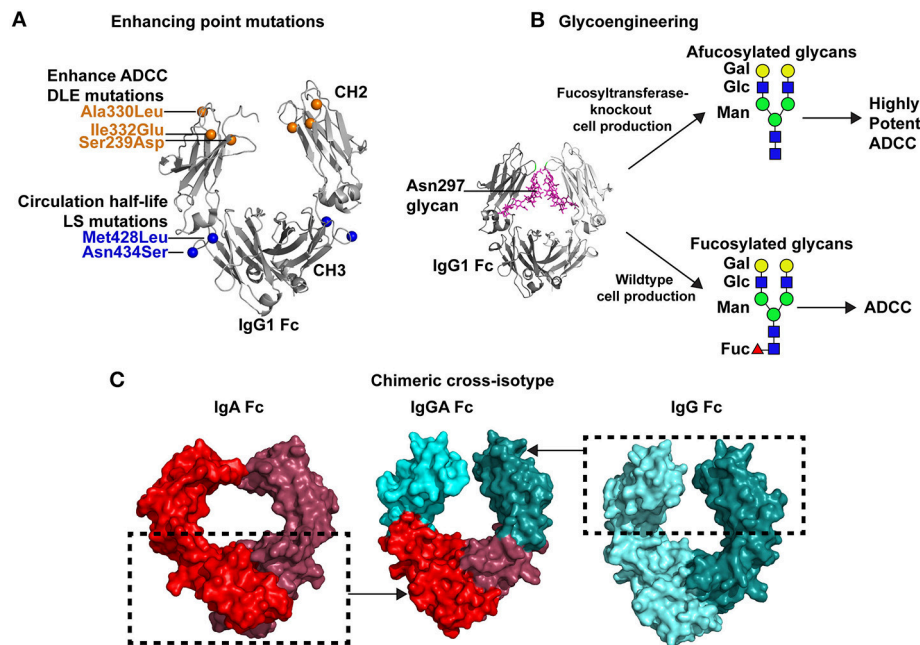 A
Enhancing point mutations
Enhance ADCC
DLE mutations
Ala330Leu
Ile332Glu
Ser239Asp
CH2
Circulation half-life
LS mutations
Met428Leu
Asn434Ser
CH3
IgG1 Fc
B
Glycoengineering
Fucosyltransferase-
knockout
cell production
Afucosylated glycans
Gal
Glc
Man
Highly
Potent
ADCC
Asn297
glycan
IgG1 Fc
Wildtype
cell production
Fucosylated glycans
Gal
Glc
Man
Fuc
ADCC
C
Chimeric cross-isotype
IgA Fc
IgGA Fc
IgG Fc